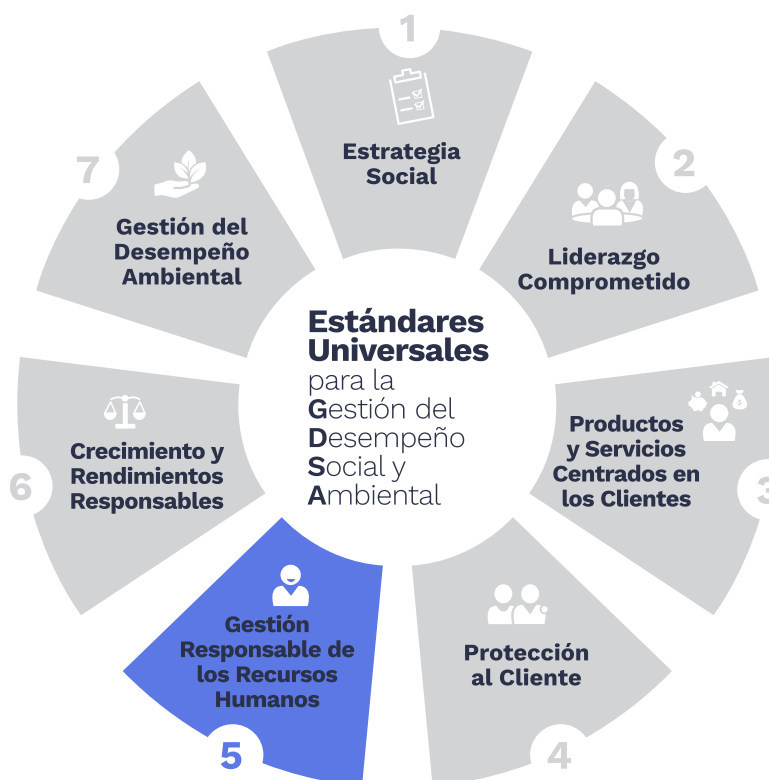 1
Estrategia
Social
2
Liderazgo
Comprometido
3
Productos
y Servicios
Centrados en
los Clientes
4
Protección
al Cliente
5
Gestión
Responsable de
los Recursos
Humanos
6
Crecimiento y
Rendimientos
Responsables
7
Gestión del
Desempeño
Ambiental
Estándares
Universales
para la
Gestión del
Desempeño
Social y
Ambiental